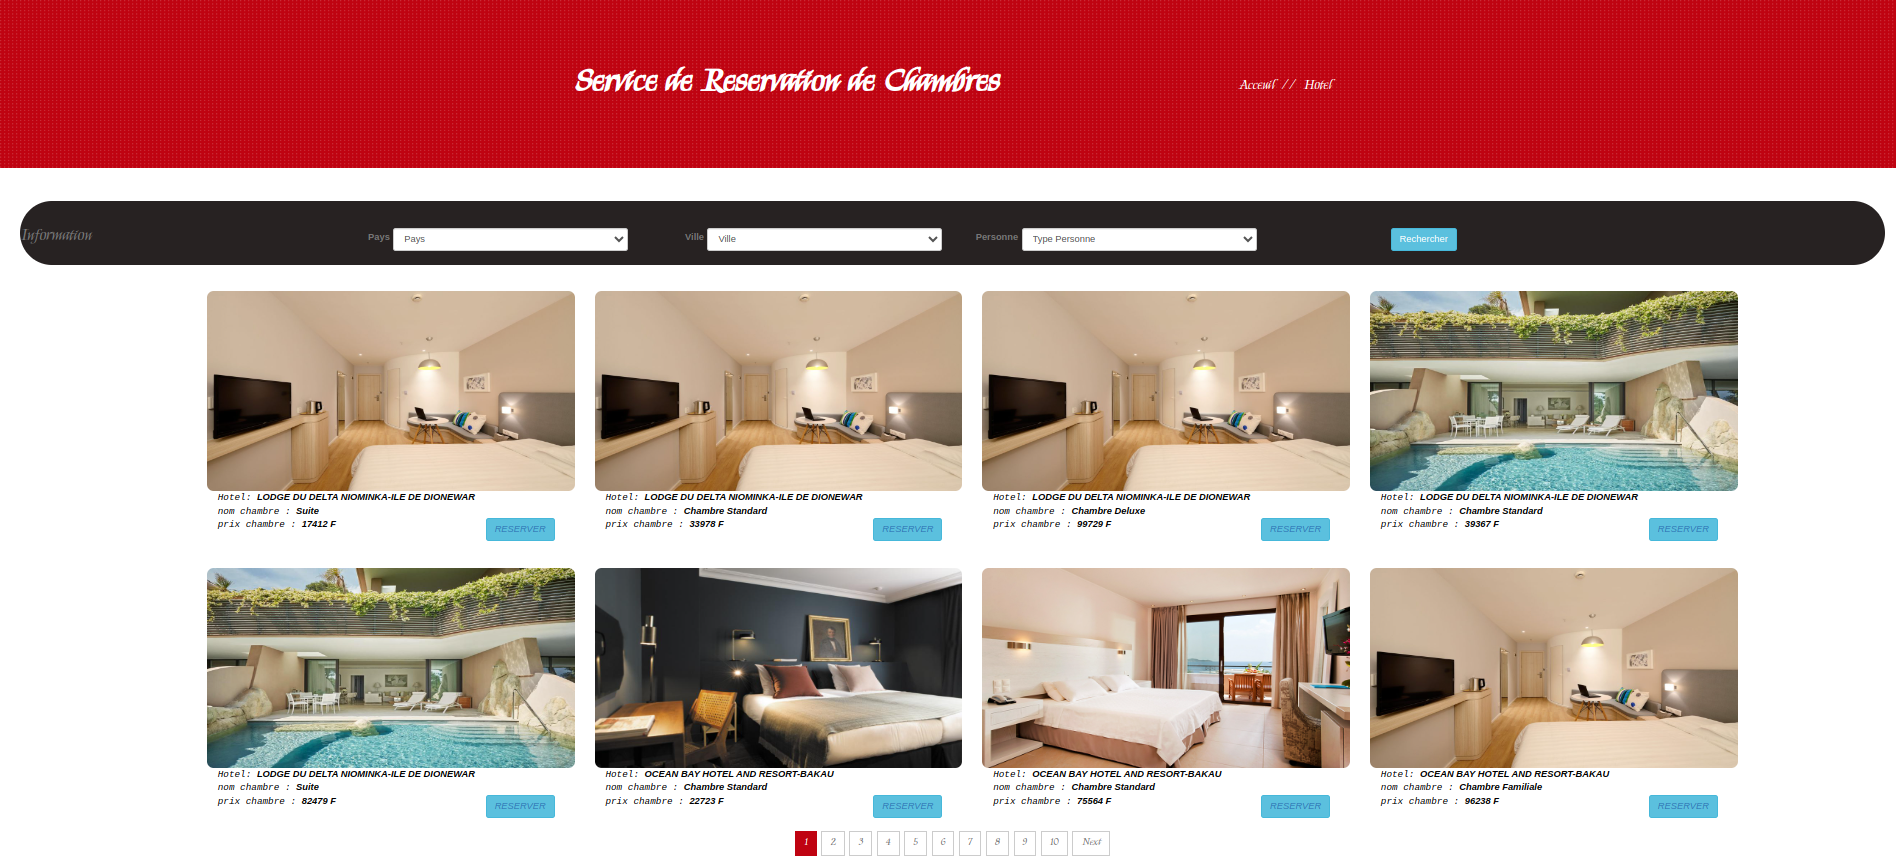 Service de Reservation de Chambres
Acceuil // Hotel
Information Pays Pays Ville Ville Personne Type Personne Rechercher
Hotel: LODGE DU DELTA NIOMINKA-ILE DE DIONEWAR
nom chambre : Suite
prix chambre : 17412 F
RESERVER
Hotel: LODGE DU DELTA NIOMINKA-ILE DE DIONEWAR
nom chambre : Chambre Standard
prix chambre : 33978 F
RESERVER
Hotel: LODGE DU DELTA NIOMINKA-ILE DE DIONEWAR
nom chambre : Chambre Deluxe
prix chambre : 99729 F
RESERVER
Hotel: LODGE DU DELTA NIOMINKA-ILE DE DIONEWAR
nom chambre : Chambre Standard
prix chambre : 39367 F
RESERVER
Hotel: LODGE DU DELTA NIOMINKA-ILE DE DIONEWAR
nom chambre : Suite
prix chambre : 82479 F
RESERVER
Hotel: OCEAN BAY HOTEL AND RESORT-BAKAU
nom chambre : Chambre Standard
prix chambre : 22723 F
RESERVER
Hotel: OCEAN BAY HOTEL AND RESORT-BAKAU
nom chambre : Chambre Standard
prix chambre : 75564 F
RESERVER
Hotel: OCEAN BAY HOTEL AND RESORT-BAKAU
nom chambre : Chambre Familiale
prix chambre : 96238 F
RESERVER
1 2 3 4 5 6 7 8 9 10 Next